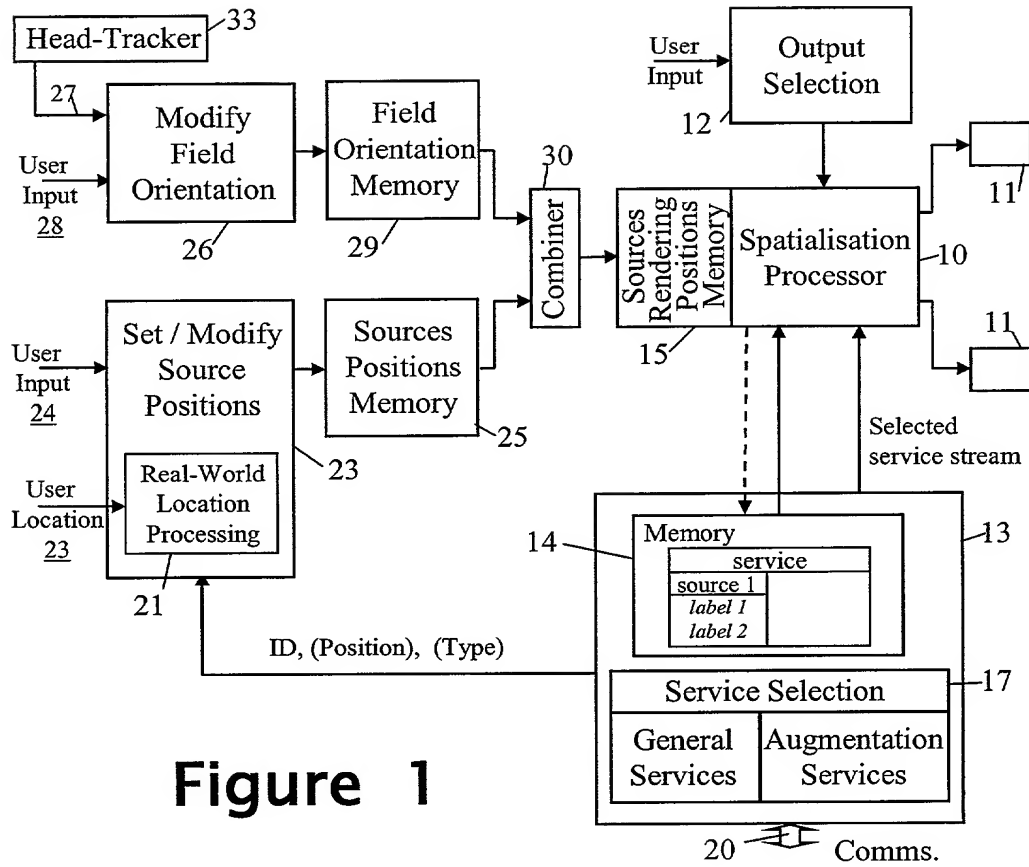 Head-Tracker
33
27
User
Input
28
Modify
Field
Orientation
26
Field
Orientation
Memory
29
User
Input
24
User
Location
23
Set / Modify
Source
Positions
Real-World
Location
Processing
21
23
Sources
Positions
Memory
25
30
Combiner
User
Input
Output
Selection
12
Sources
Rendering
Positions
Memory
15
Spatialisation
Processor
10
11
11
Selected
service stream
13
14
Memory
service
source 1
label 1
label 2
ID, (Position), (Type)
17
Service Selection
General
Services
Augmentation
Services
20
Comms.
Figure 1